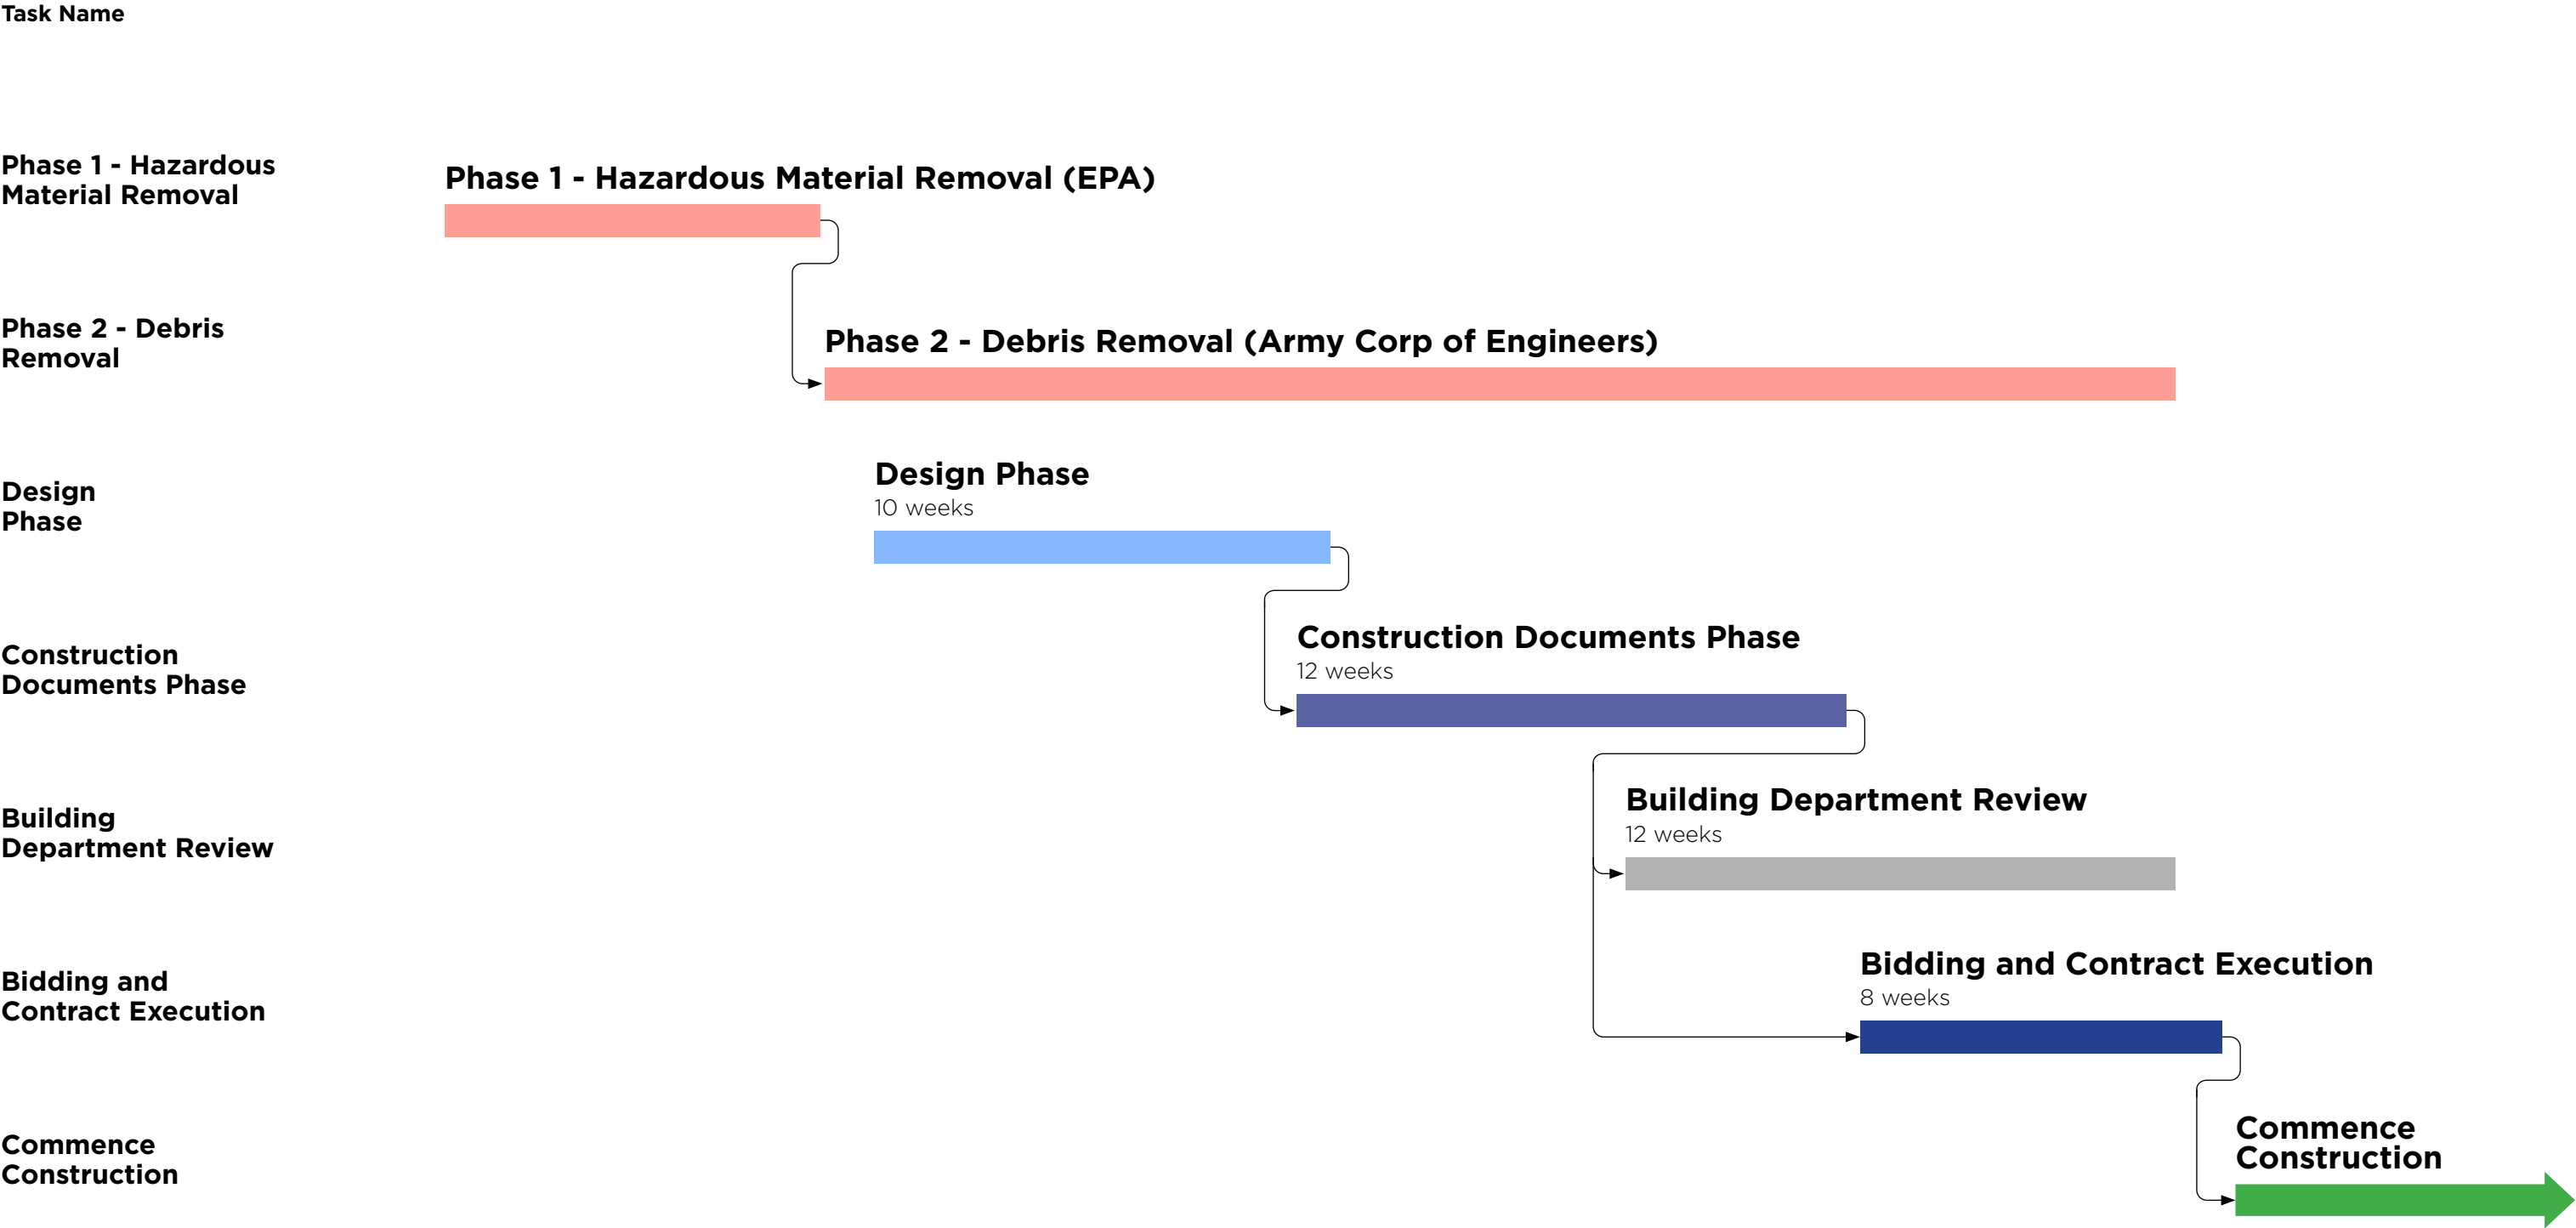 Task Name
Phase 1 - Hazardous
Material Removal
Phase 1 - Hazardous Material Removal (EPA)
Phase 2 - Debris
Removal
Phase 2 - Debris Removal (Army Corp of Engineers)
Design
Phase
Design Phase
10 weeks
Construction
Documents Phase
Construction Documents Phase
12 weeks
Building
Department Review
Building Department Review
12 weeks
Bidding and
Contract Execution
Bidding and Contract Execution
8 weeks
Commence
Construction
Commence
Construction